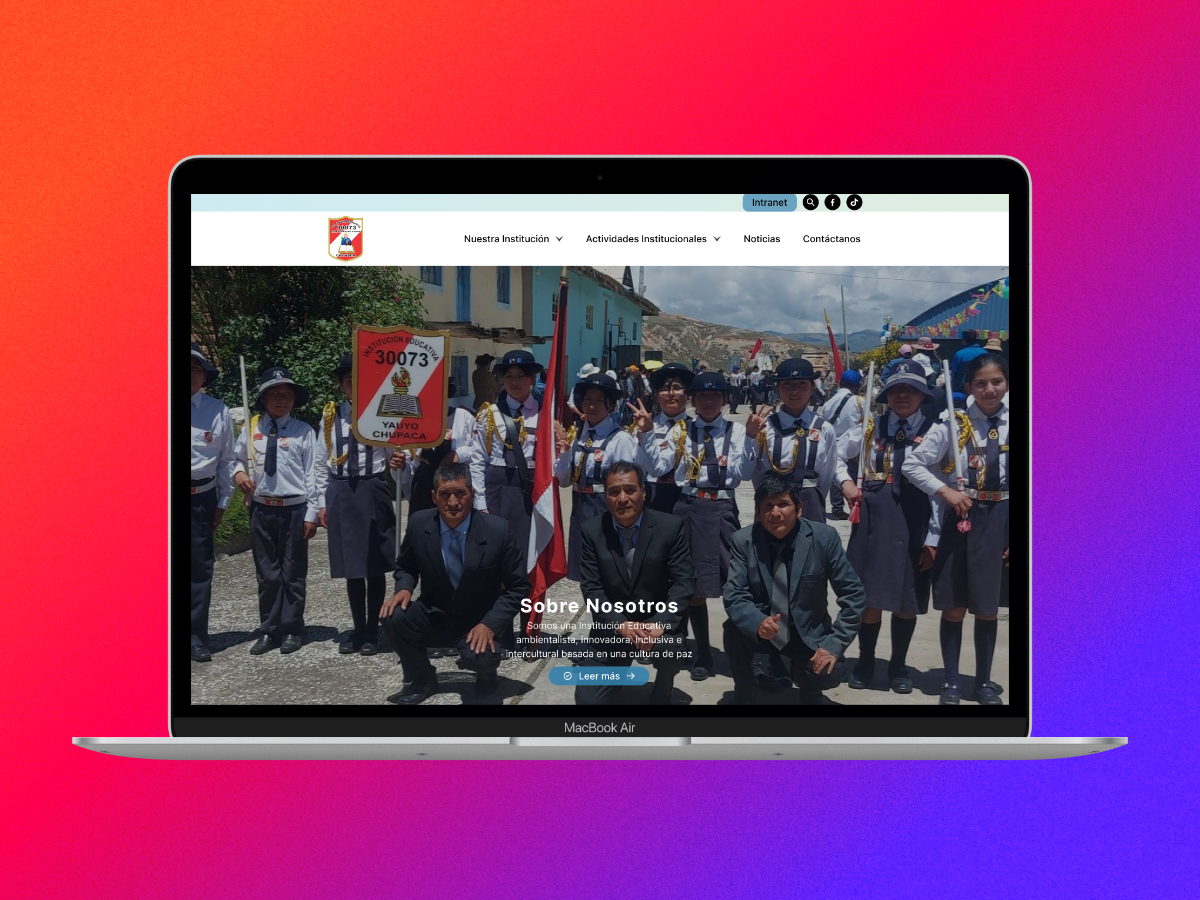 Intranet
30073
Nuestra Institución
Actividades Institucionales
Noticias
Contáctanos
INSTITUCIÓN EDUCATIVA
30073
YAUYO
CHUPACA
Sobre Nosotros
Somos una Institución Educativa
ambientalista, innovadora, inclusiva e
intercultural basada en una cultura de paz
Leer más
MacBook Air